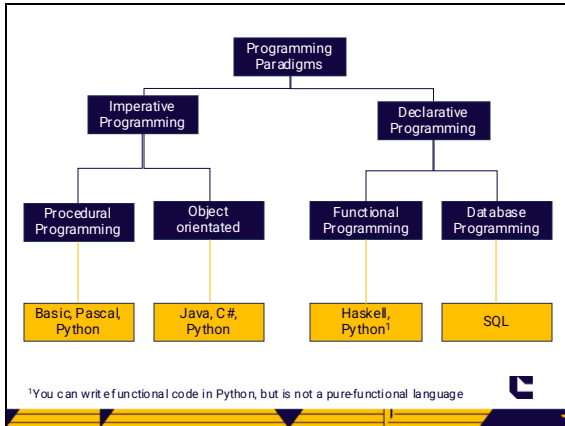 Programming
Paradigms
Imperative
Programming
Declarative
Programming
Procedural
Programming
Object
orientated
Functional
Programming
Database
Programming
Basic, Pascal,
Python
Java, C#,
Python
Haskell,
Python¹
SQL
¹You can write functional code in Python, but is not a pure-functional language